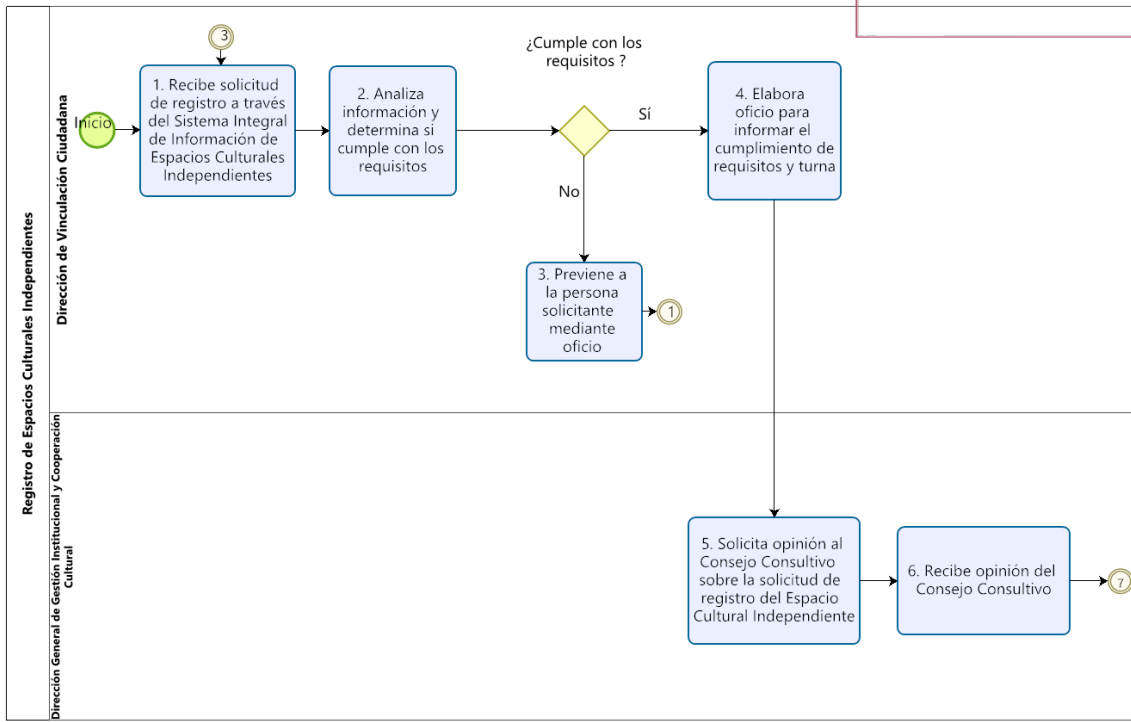 Registro de Espacios Culturales Independientes
Dirección de Vinculación Ciudadana
Inicio
3
1. Recibe solicitud
de registro a través
del Sistema Integral
de Información de
Espacios Culturales
Independientes
2. Analiza
información y
determina si
cumple con los
requisitos
¿Cumple con los
requisitos ?
Sí
No
3. Previene a
la persona
solicitante
mediante
oficio
1
4. Elabora
oficio para
informar el
cumplimiento de
requisitos y turna
Dirección General de Gestión Institucional y Cooperación
Cultural
5. Solicita opinión al
Consejo Consultivo
sobre la solicitud de
registro del Espacio
Cultural Independiente
6. Recibe opinión del
Consejo Consultivo
7